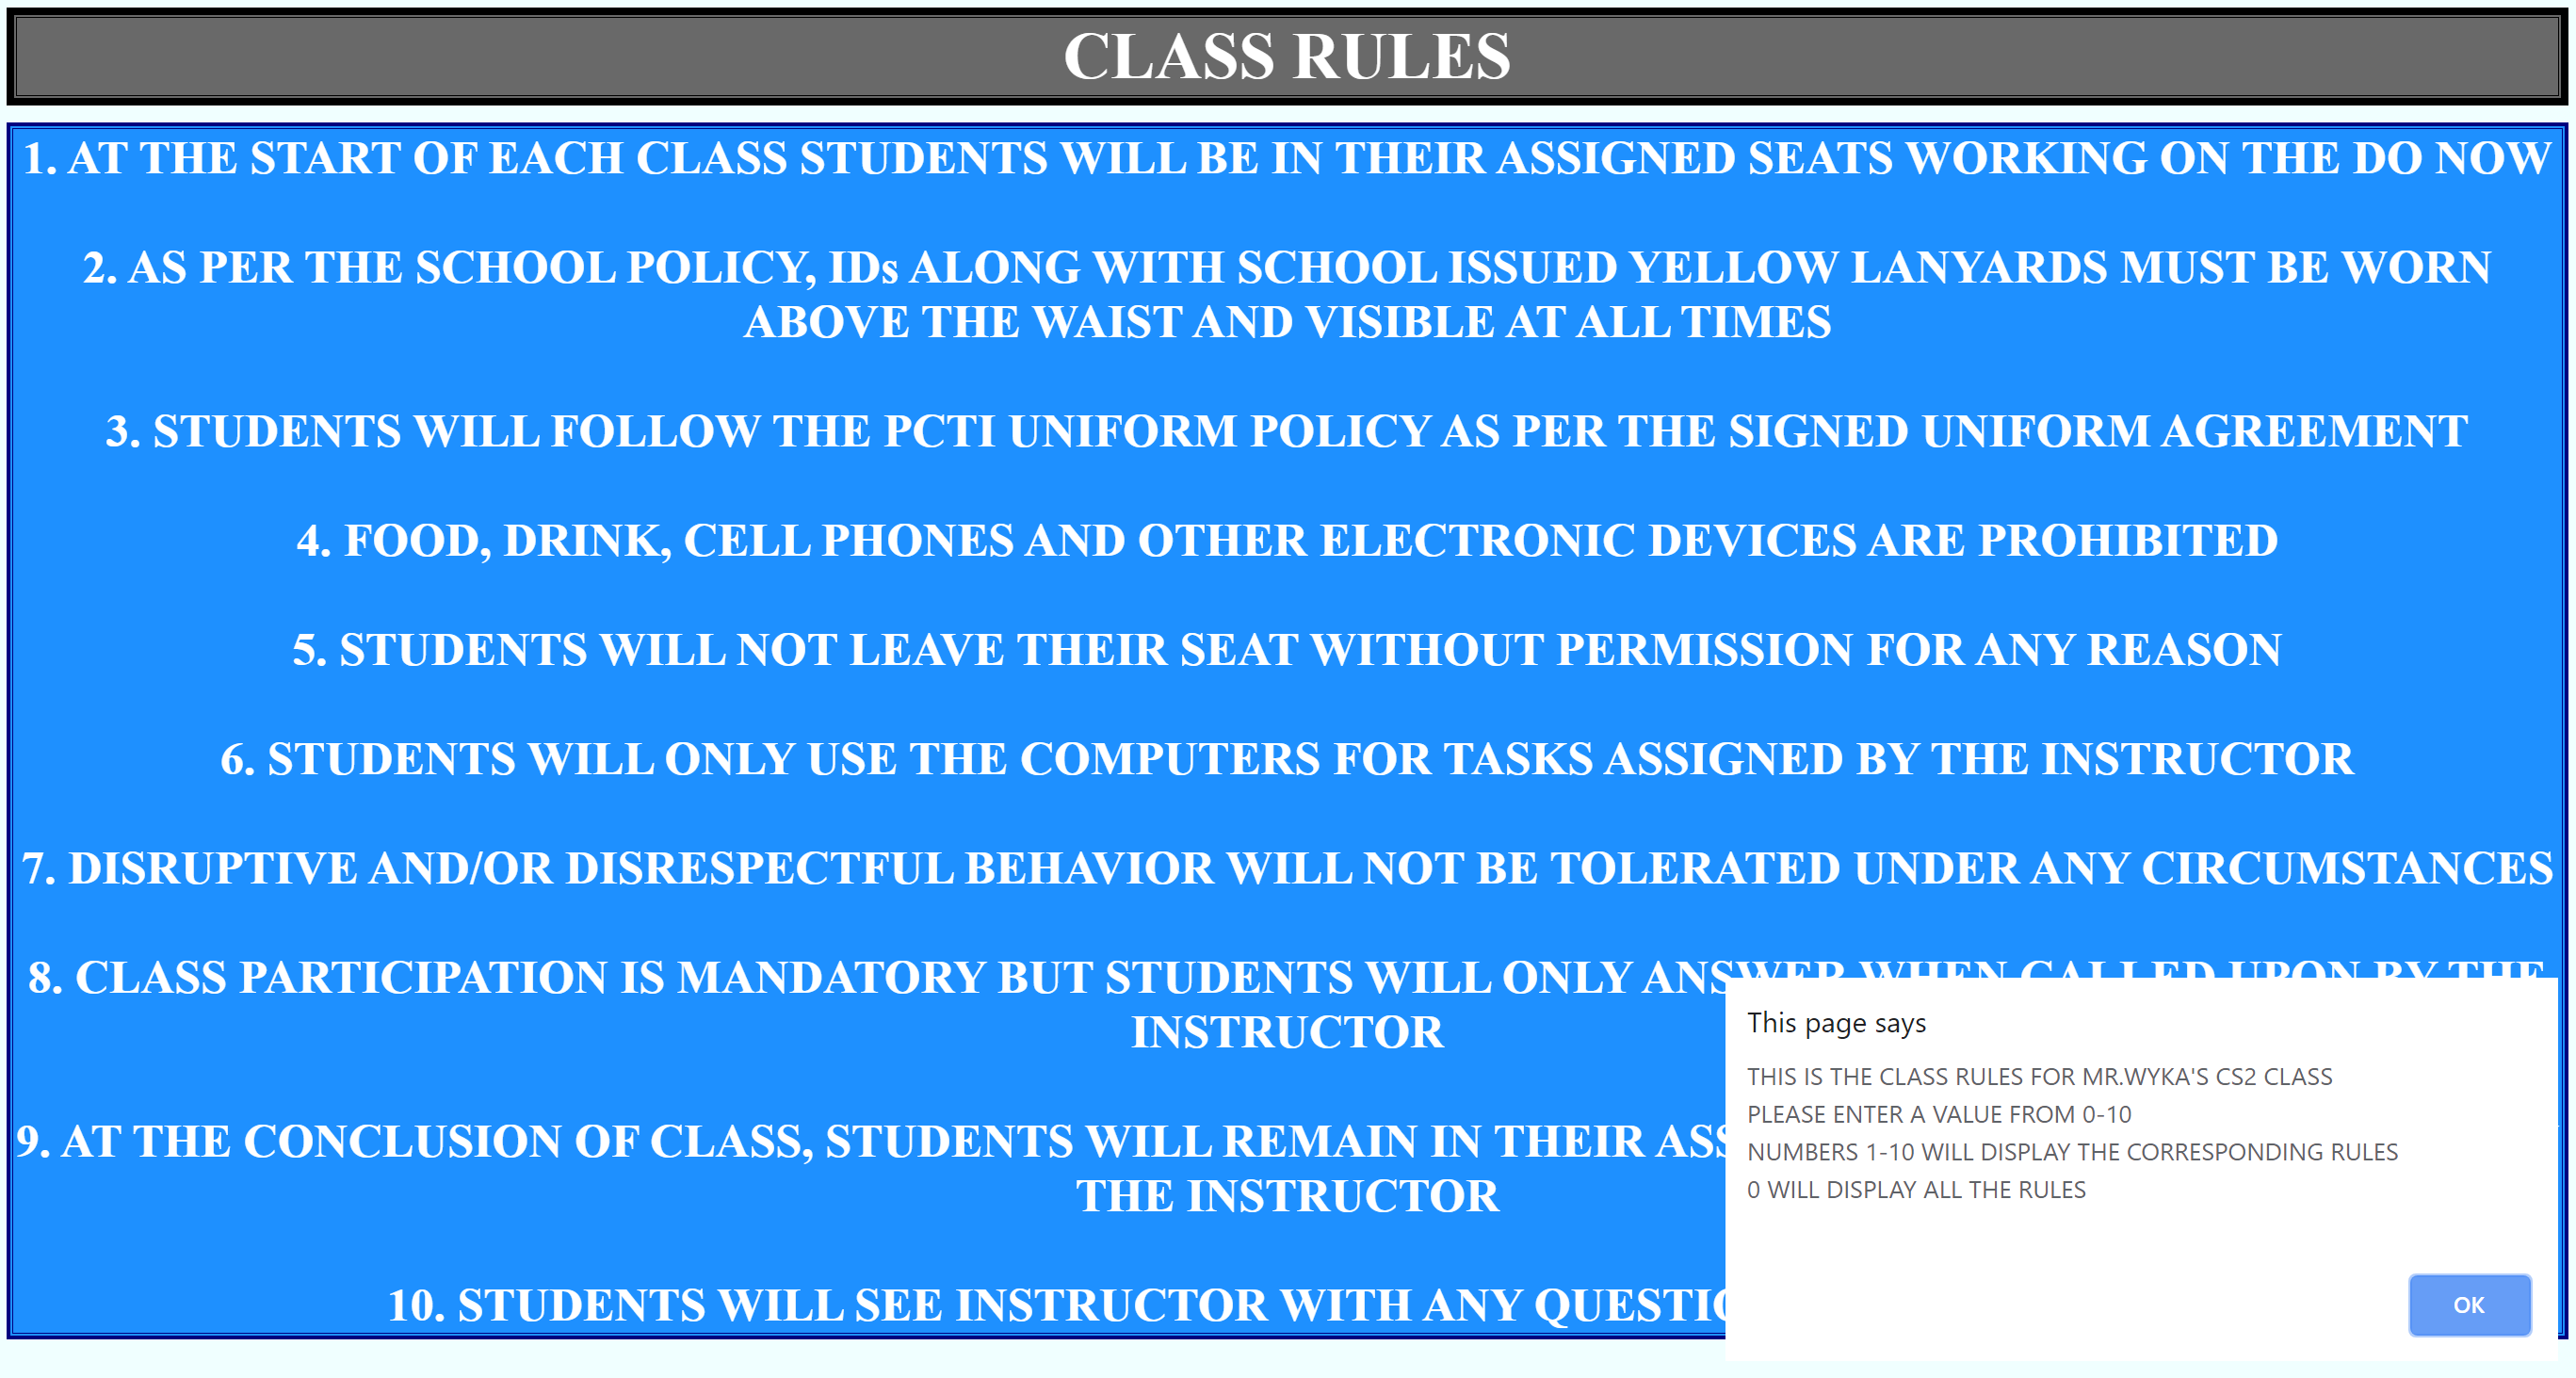 CLASS RULES
1. AT THE START OF EACH CLASS STUDENTS WILL BE IN THEIR ASSIGNED SEATS WORKING ON THE DO NOW
2. AS PER THE SCHOOL POLICY, IDs ALONG WITH SCHOOL ISSUED YELLOW LANYARDS MUST BE WORN
ABOVE THE WAIST AND VISIBLE AT ALL TIMES
3. STUDENTS WILL FOLLOW THE PCTI UNIFORM POLICY AS PER THE SIGNED UNIFORM AGREEMENT
4. FOOD, DRINK, CELL PHONES AND OTHER ELECTRONIC DEVICES ARE PROHIBITED
5. STUDENTS WILL NOT LEAVE THEIR SEAT WITHOUT PERMISSION FOR ANY REASON
6. STUDENTS WILL ONLY USE THE COMPUTERS FOR TASKS ASSIGNED BY THE INSTRUCTOR
7. DISRUPTIVE AND/OR DISRESPECTFUL BEHAVIOR WILL NOT BE TOLERATED UNDER ANY CIRCUMSTANCES
8. CLASS PARTICIPATION IS MANDATORY BUT STUDENTS WILL ONLY ANSWER WHEN CALLED UPON BY THE
INSTRUCTOR
9. AT THE CONCLUSION OF CLASS, STUDENTS WILL REMAIN IN THEIR
THE INSTRUCTOR
10. STUDENTS WILL SEE INSTRUCTOR WITH ANY
This page says
THIS IS THE CLASS RULES FOR MR.WYKA'S CS2 CLASS
PLEASE ENTER A VALUE FROM 0-10
NUMBERS 1-10 WILL DISPLAY THE CORRESPONDING RULES
0 WILL DISPLAY ALL THE RULES
OK